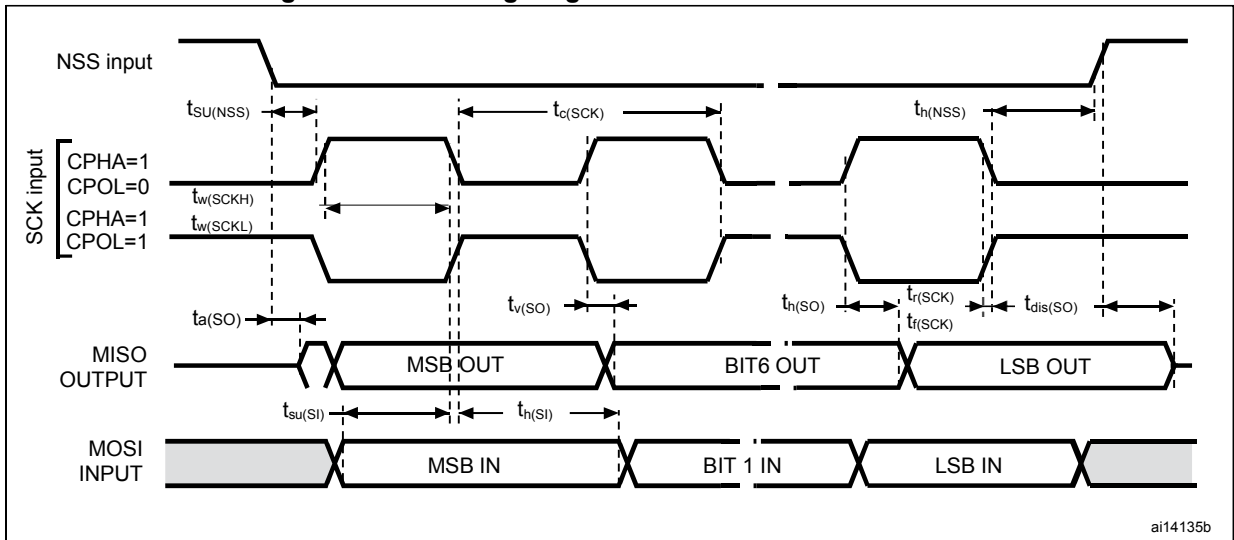 NSS input
tSU(NSS)
tc(SCK)
th(NSS)
SCK input
CPHA=1
CPOL=0
tw(SCKH)
CPHA=1
tw(SCKL)
CPOL=1
ta(SO)
tv(SO)
th(SO)
tr(SCK)
tf(SCK)
tdis(SO)
MISO
OUTPUT
MSB OUT
BIT6 OUT
LSB OUT
tsu(SI)
th(SI)
MOSI
INPUT
MSB IN
BIT 1 IN
LSB IN
ai14135b